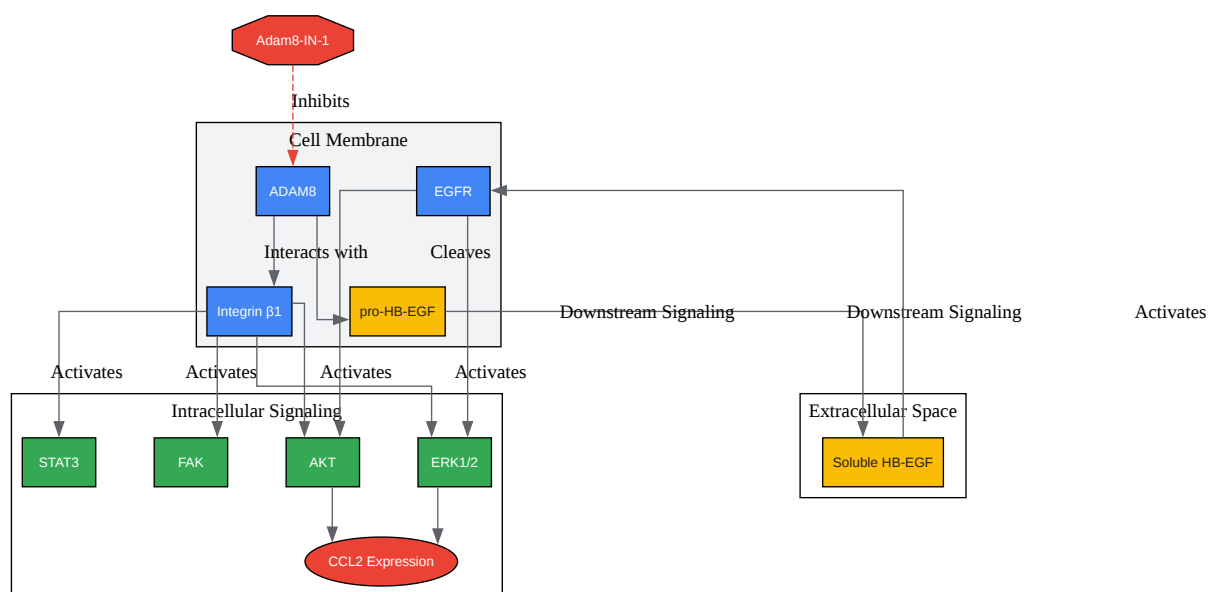 Adam8-IN-1
Inhibits
Cell Membrane
ADAM8
EGFR
Interacts with
Cleaves
Integrin β1
pro-HB-EGF
Downstream Signaling
Downstream Signaling
Activates
Activates
Activates
Activates
Activates
Intracellular Signaling
Extracellular Space
STAT3
FAK
AKT
ERK1/2
Soluble HB-EGF
CCL2 Expression